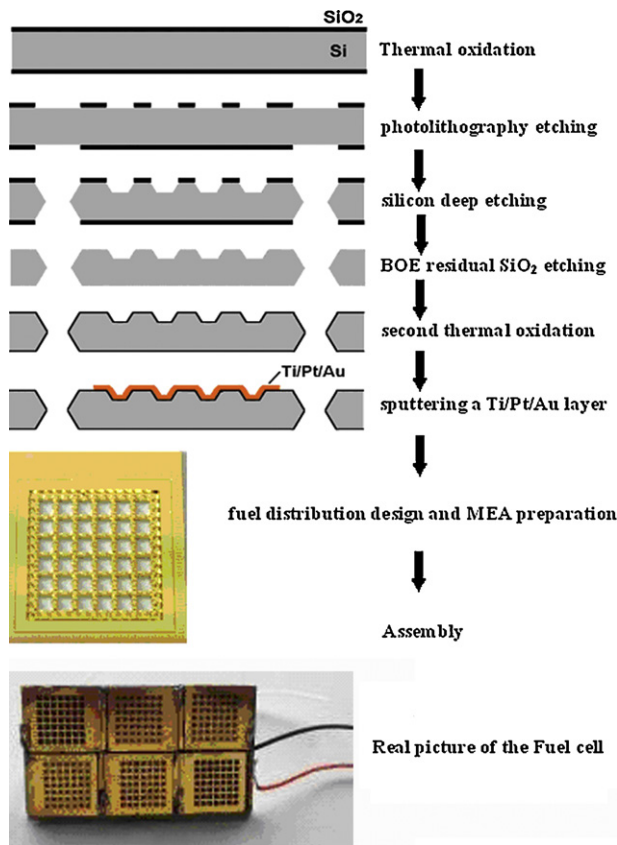 SiO₂
Si
Thermal oxidation
photolithography etching
silicon deep etching
BOE residual SiO₂ etching
second thermal oxidation
Ti/Pt/Au
sputtering a Ti/Pt/Au layer
fuel distribution design and MEA preparation
Assembly
Real picture of the Fuel cell